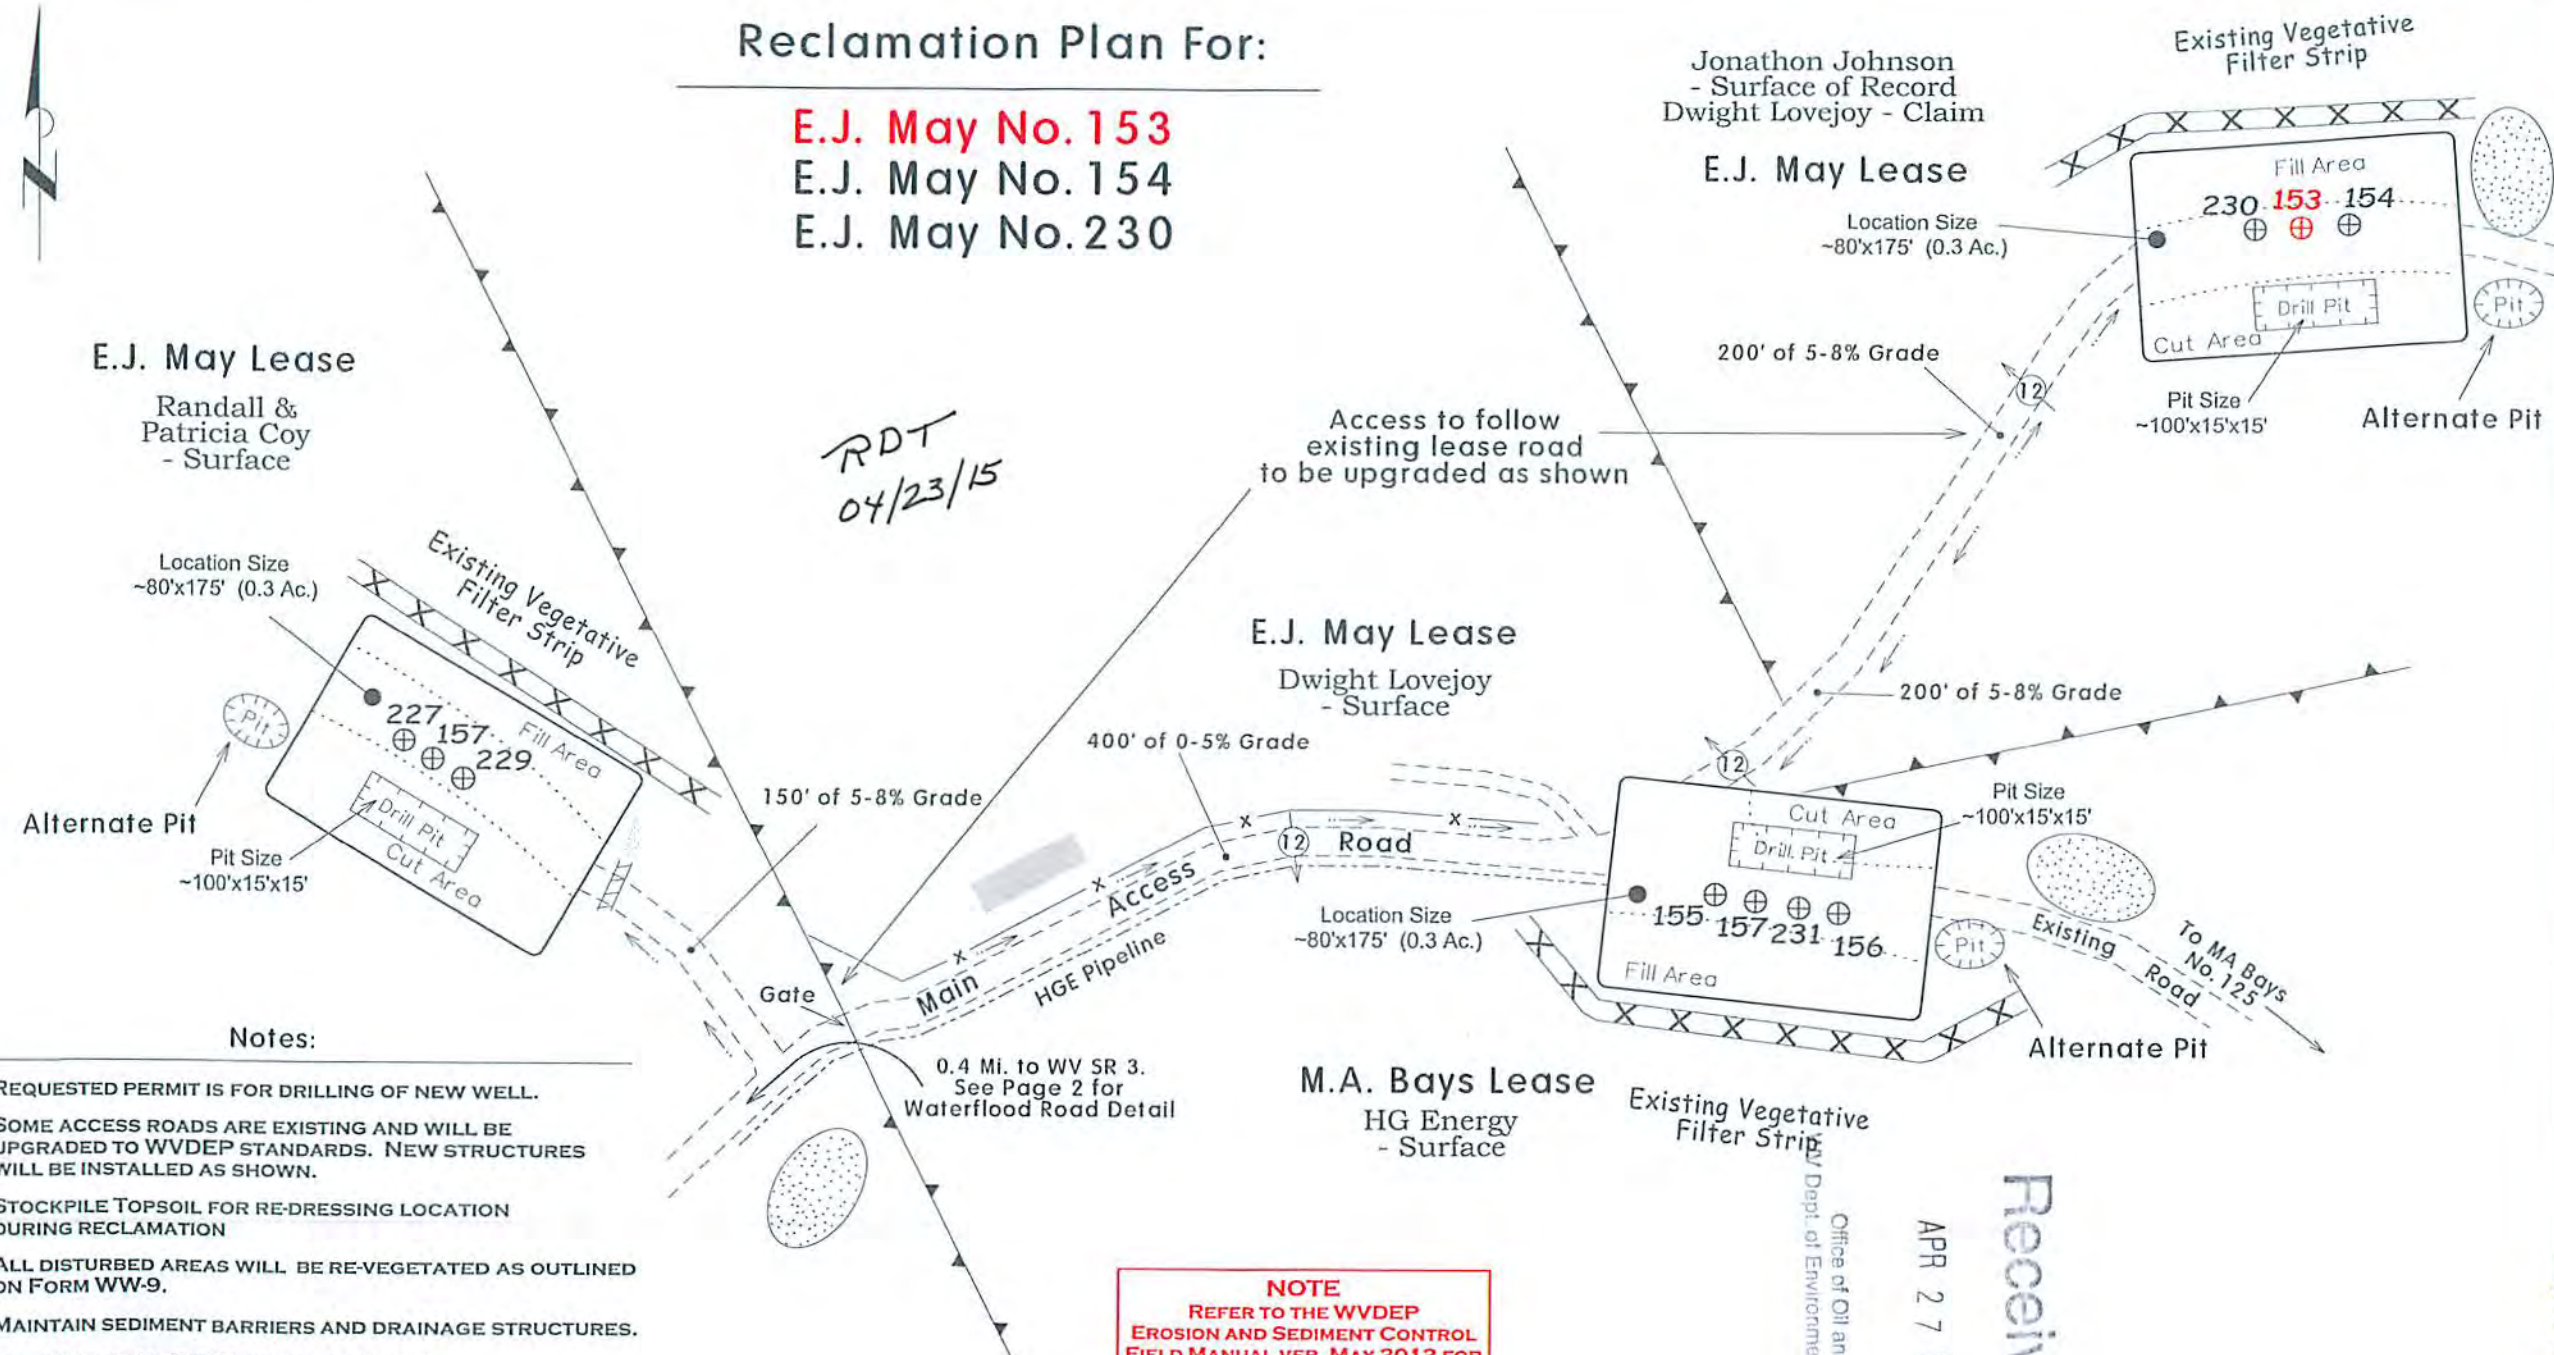 Reclamation Plan For:
E.J. May No. 153
E.J. May No. 154
E.J. May No. 230
N
Jonathon Johnson
- Surface of Record
Dwight Lovejoy - Claim
E.J. May Lease
Location Size
~80'x175' (0.3 Ac.)
Existing Vegetative
Filter Strip
Fill Area
230 153 154
Drill Pit
Cut Area
Pit
Pit Size
~100'x15'x15'
Alternate Pit
200' of 5-8% Grade
12
Access to follow
existing lease road
to be upgraded as shown
E.J. May Lease
Randall &
Patricia Coy
- Surface
RDT
04/23/15
Location Size
~80'x175' (0.3 Ac.)
Existing Vegetative
Filter Strip
227
157
229
Fill Area
Pit
Drill Pit
Cut Area
Alternate Pit
Pit Size
~100'x15'x15'
150' of 5-8% Grade
E.J. May Lease
Dwight Lovejoy
- Surface
400' of 0-5% Grade
200' of 5-8% Grade
12
12
Main Access Road
HGE Pipeline
Gate
0.4 Mi. to WV SR 3.
See Page 2 for
Waterflood Road Detail
Location Size
~80'x175' (0.3 Ac.)
Cut Area
Drill Pit
Pit Size
~100'x15'x15'
155 157 231 156
Fill Area
Pit
Existing Road
To MA Bays
No. 125
Alternate Pit
M.A. Bays Lease
HG Energy
- Surface
Existing Vegetative
Filter Strip
Notes:
REQUESTED PERMIT IS FOR DRILLING OF NEW WELL.
SOME ACCESS ROADS ARE EXISTING AND WILL BE
UPGRADED TO WVDEP STANDARDS. NEW STRUCTURES
WILL BE INSTALLED AS SHOWN.
STOCKPILE TOPSOIL FOR RE-DRESSING LOCATION
DURING RECLAMATION
ALL DISTURBED AREAS WILL BE RE-VEGETATED AS OUTLINED
ON FORM WW-9.
MAINTAIN SEDIMENT BARRIERS AND DRAINAGE STRUCTURES.
NOTE
REFER TO THE WVDEP
EROSION AND SEDIMENT CONTROL
FIELD MANUAL VER. MAY 2012 FOR
Receiv
APR 27
Office of Oil an
WV Dept. of Environme